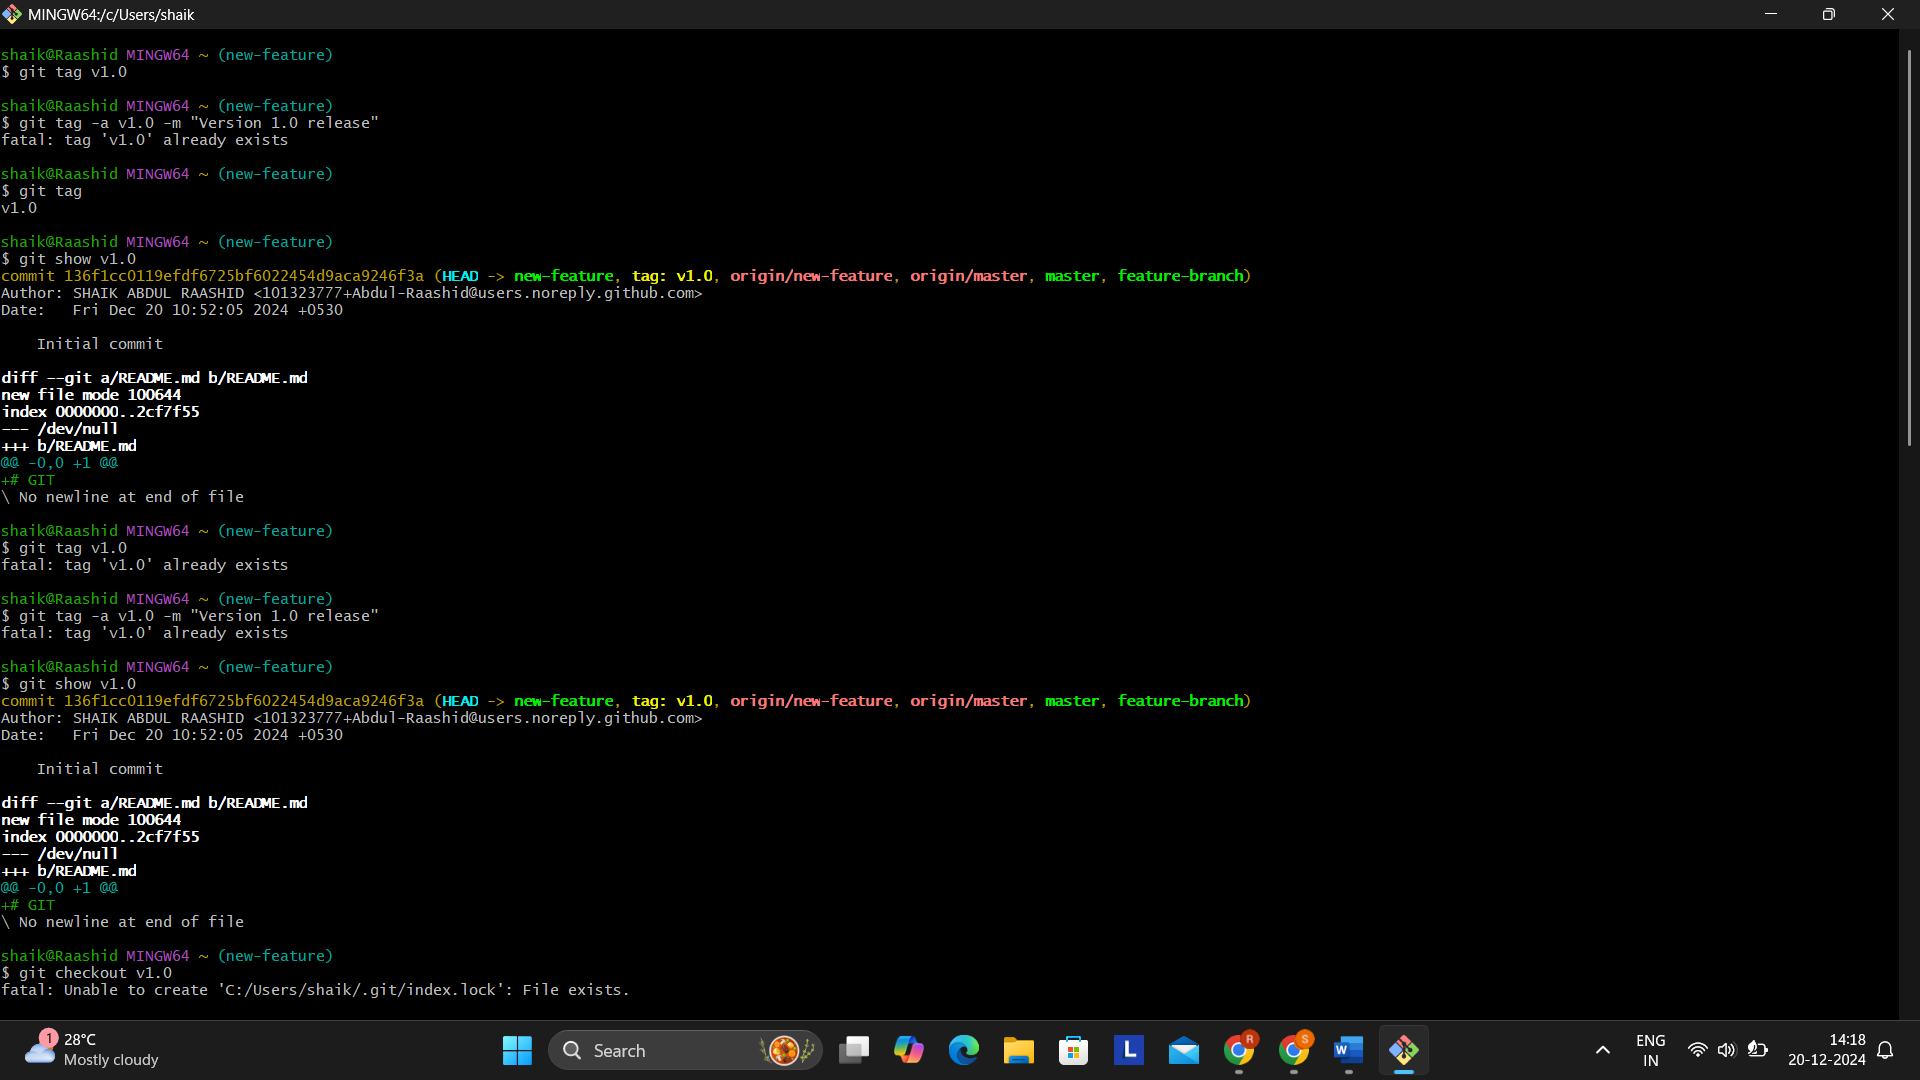 MINGW64:/c/Users/shaik
shaik@Raashid MINGW64 ~ (new-feature)
$ git tag v1.0
shaik@Raashid MINGW64 ~ (new-feature)
$ git tag -a v1.0 -m "Version 1.0 release"
fatal: tag 'v1.0' already exists
shaik@Raashid MINGW64 ~ (new-feature)
$ git tag
v1.0
shaik@Raashid MINGW64 ~ (new-feature)
$ git show v1.0
commit 136f1cc0119efdf6725bf6022454d9aca9246f3a (HEAD -> new-feature, tag: v1.0, origin/new-feature, origin/master, master, feature-branch)
Author: SHAIK ABDUL RAASHID <101323777+Abdul-Raashid@users.noreply.github.com>
Date:   Fri Dec 20 10:52:05 2024 +0530
    Initial commit
diff --git a/README.md b/README.md
new file mode 100644
index 0000000..2cf7f55
--- /dev/null
+++ b/README.md
@@ -0,0 +1 @@
+# GIT
\ No newline at end of file
shaik@Raashid MINGW64 ~ (new-feature)
$ git tag v1.0
fatal: tag 'v1.0' already exists
shaik@Raashid MINGW64 ~ (new-feature)
$ git tag -a v1.0 -m "Version 1.0 release"
fatal: tag 'v1.0' already exists
shaik@Raashid MINGW64 ~ (new-feature)
$ git show v1.0
commit 136f1cc0119efdf6725bf6022454d9aca9246f3a (HEAD -> new-feature, tag: v1.0, origin/new-feature, origin/master, master, feature-branch)
Author: SHAIK ABDUL RAASHID <101323777+Abdul-Raashid@users.noreply.github.com>
Date:   Fri Dec 20 10:52:05 2024 +0530
    Initial commit
diff --git a/README.md b/README.md
new file mode 100644
index 0000000..2cf7f55
--- /dev/null
+++ b/README.md
@@ -0,0 +1 @@
+# GIT
\ No newline at end of file
shaik@Raashid MINGW64 ~ (new-feature)
$ git checkout v1.0
fatal: Unable to create 'C:/Users/shaik/.git/index.lock': File exists.
1
28°C
Mostly cloudy
Search
L
R
S
W
ENG
IN
14:18
20-12-2024